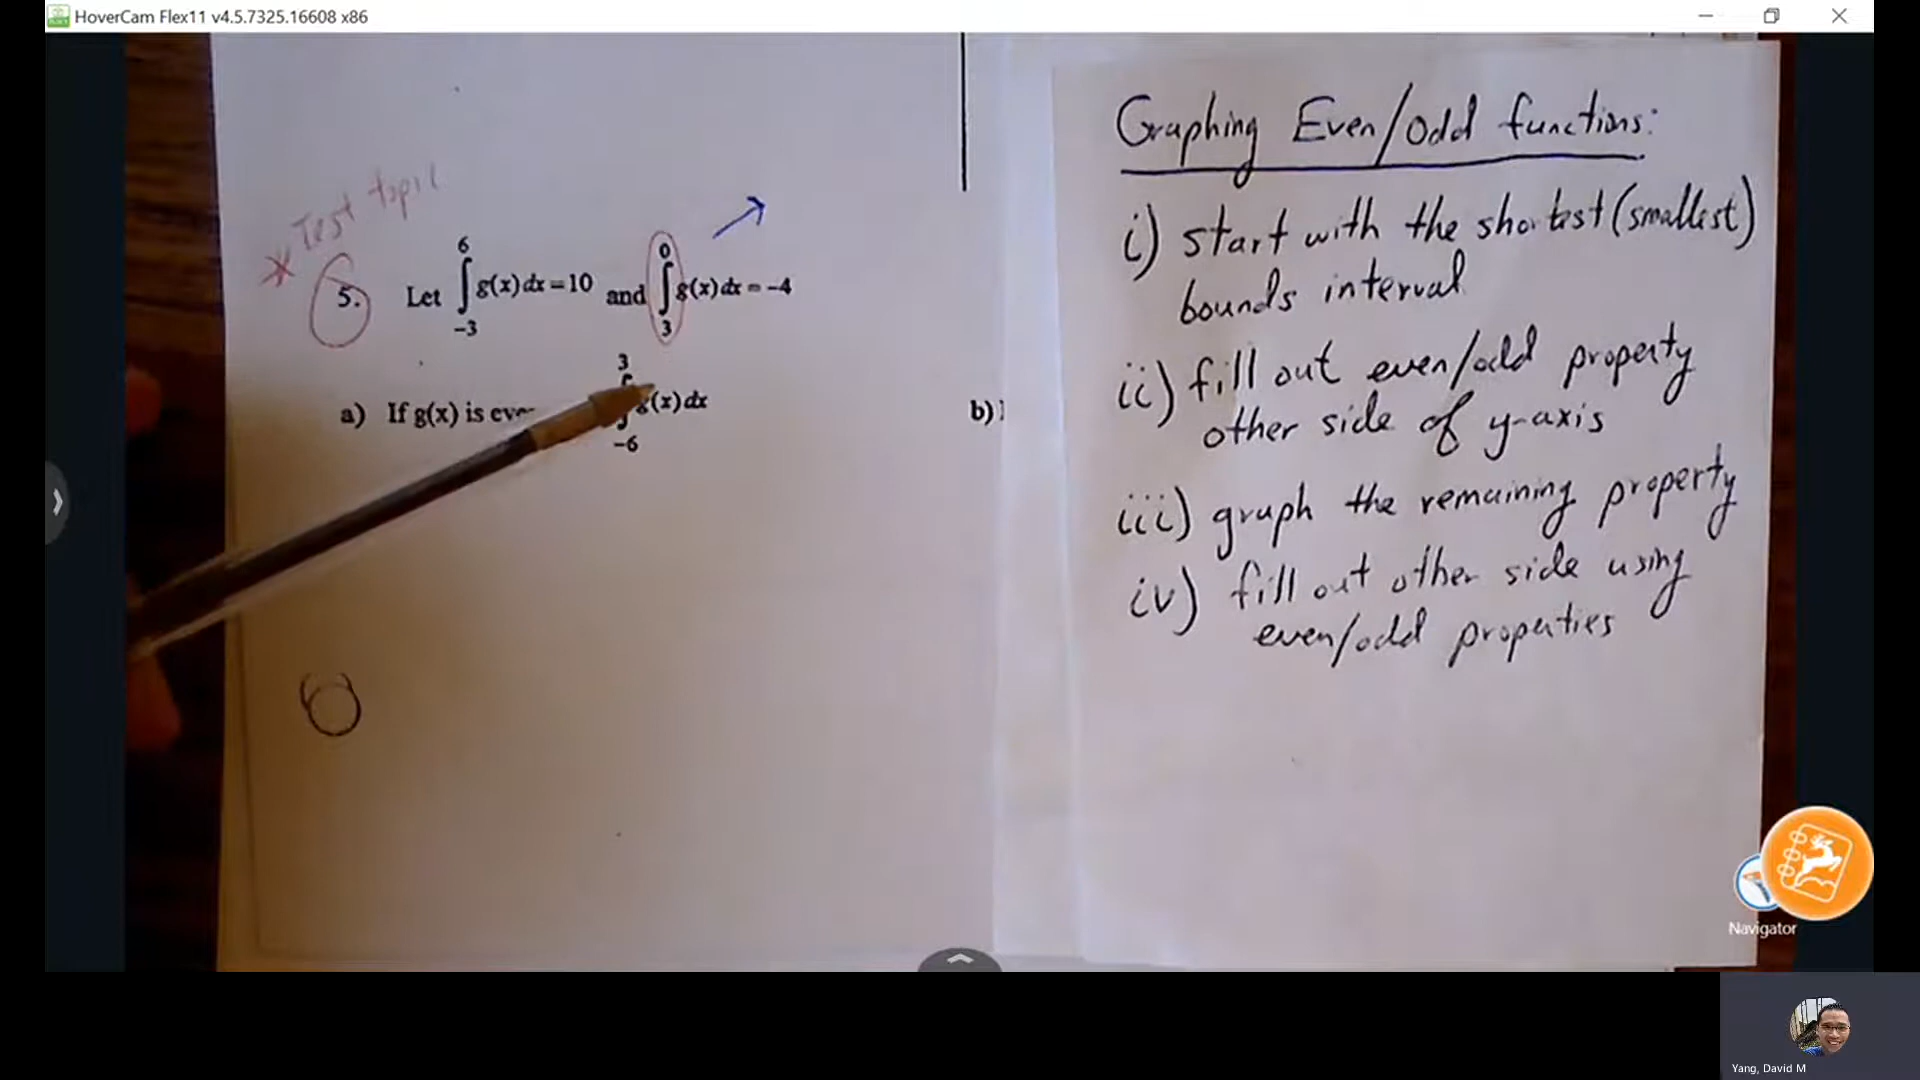 HoverCam Flex11 v4.5.7325.16608 x86
* Test topic
5. Let ∫_{-3}^{6} g(x) dx = 10 and ∫_{3}^{0} g(x) dx = -4
a) If g(x) is eve ∫_{-6}^{3} g(x) dx
b)
Graphing Even/Odd functions:
i) start with the shortest (smallest)
bounds interval
ii) fill out even/odd property
other side of y-axis
iii) graph the remaining property
iv) fill out other side using
even/odd properties
Navigator
Yang, David M